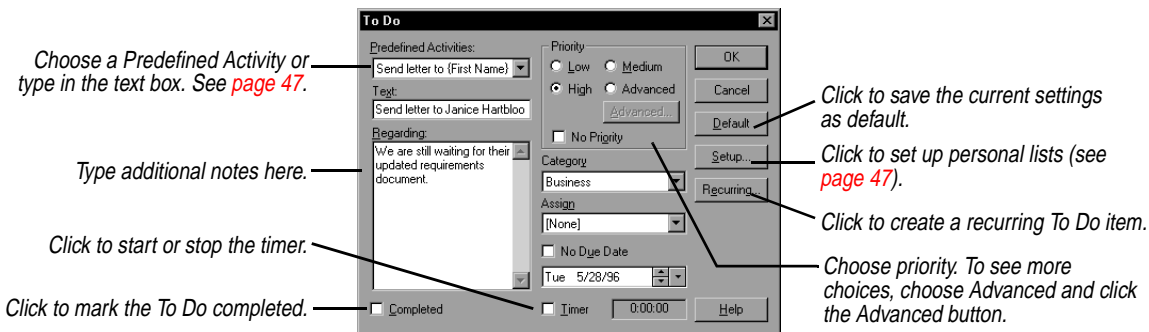 To Do
Choose a Predefined Activity or
type in the text box. See page 47.
Type additional notes here.
Click to start or stop the timer.
Click to mark the To Do completed.
Predefined Activities:
Send letter to {First Name}
Text:
Send letter to Janice Hartbloo
Regarding:
We are still waiting for their
updated requirements
document.
Completed
Priority
Low
Medium
High
Advanced
Advanced...
No Priority
Category
Business
Assign
[None]
No Due Date
Tue 5/28/96
Timer
0:00:00
OK
Cancel
Default
Setup...
Recurring...
Help
Click to save the current settings
as default.
Click to set up personal lists (see
page 47).
Click to create a recurring To Do item.
Choose priority. To see more
choices, choose Advanced and click
the Advanced button.